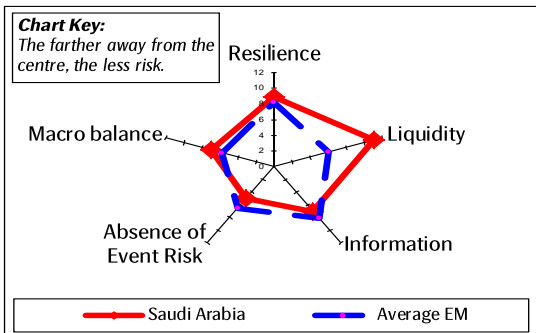 Chart Key:
The farther away from the
centre, the less risk.
Resilience
12
10
8
6
4
2
0
Macro balance
Liquidity
Absence of
Event Risk
Information
Saudi Arabia
Average EM